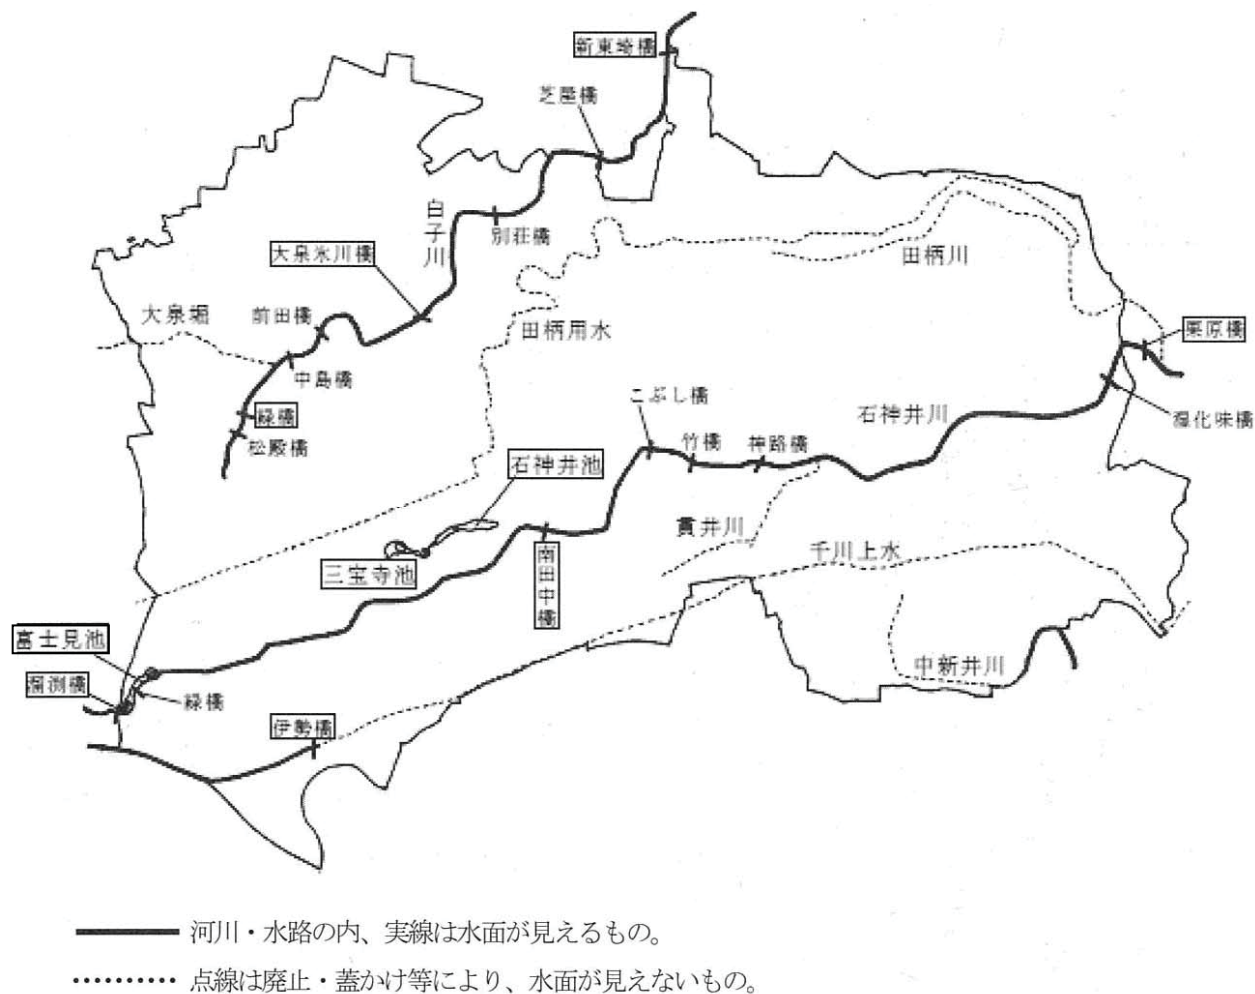 新東埼橋
芝屋橋
白子川
別荘橋
大泉氷川橋
田柄川
大泉堀
前田橋
田柄用水
栗原橋
中島橋
こぶし橋
石神井川
湿化味橋
緑橋
松殿橋
竹橋
神路橋
石神井池
貫井川
千川上水
三宝寺池
南田中橋
富士見池
溜渕橋
緑橋
中新井川
伊勢橋
河川・水路の内、実線は水面が見えるもの。
点線は廃止・蓋かけ等により、水面が見えないもの。